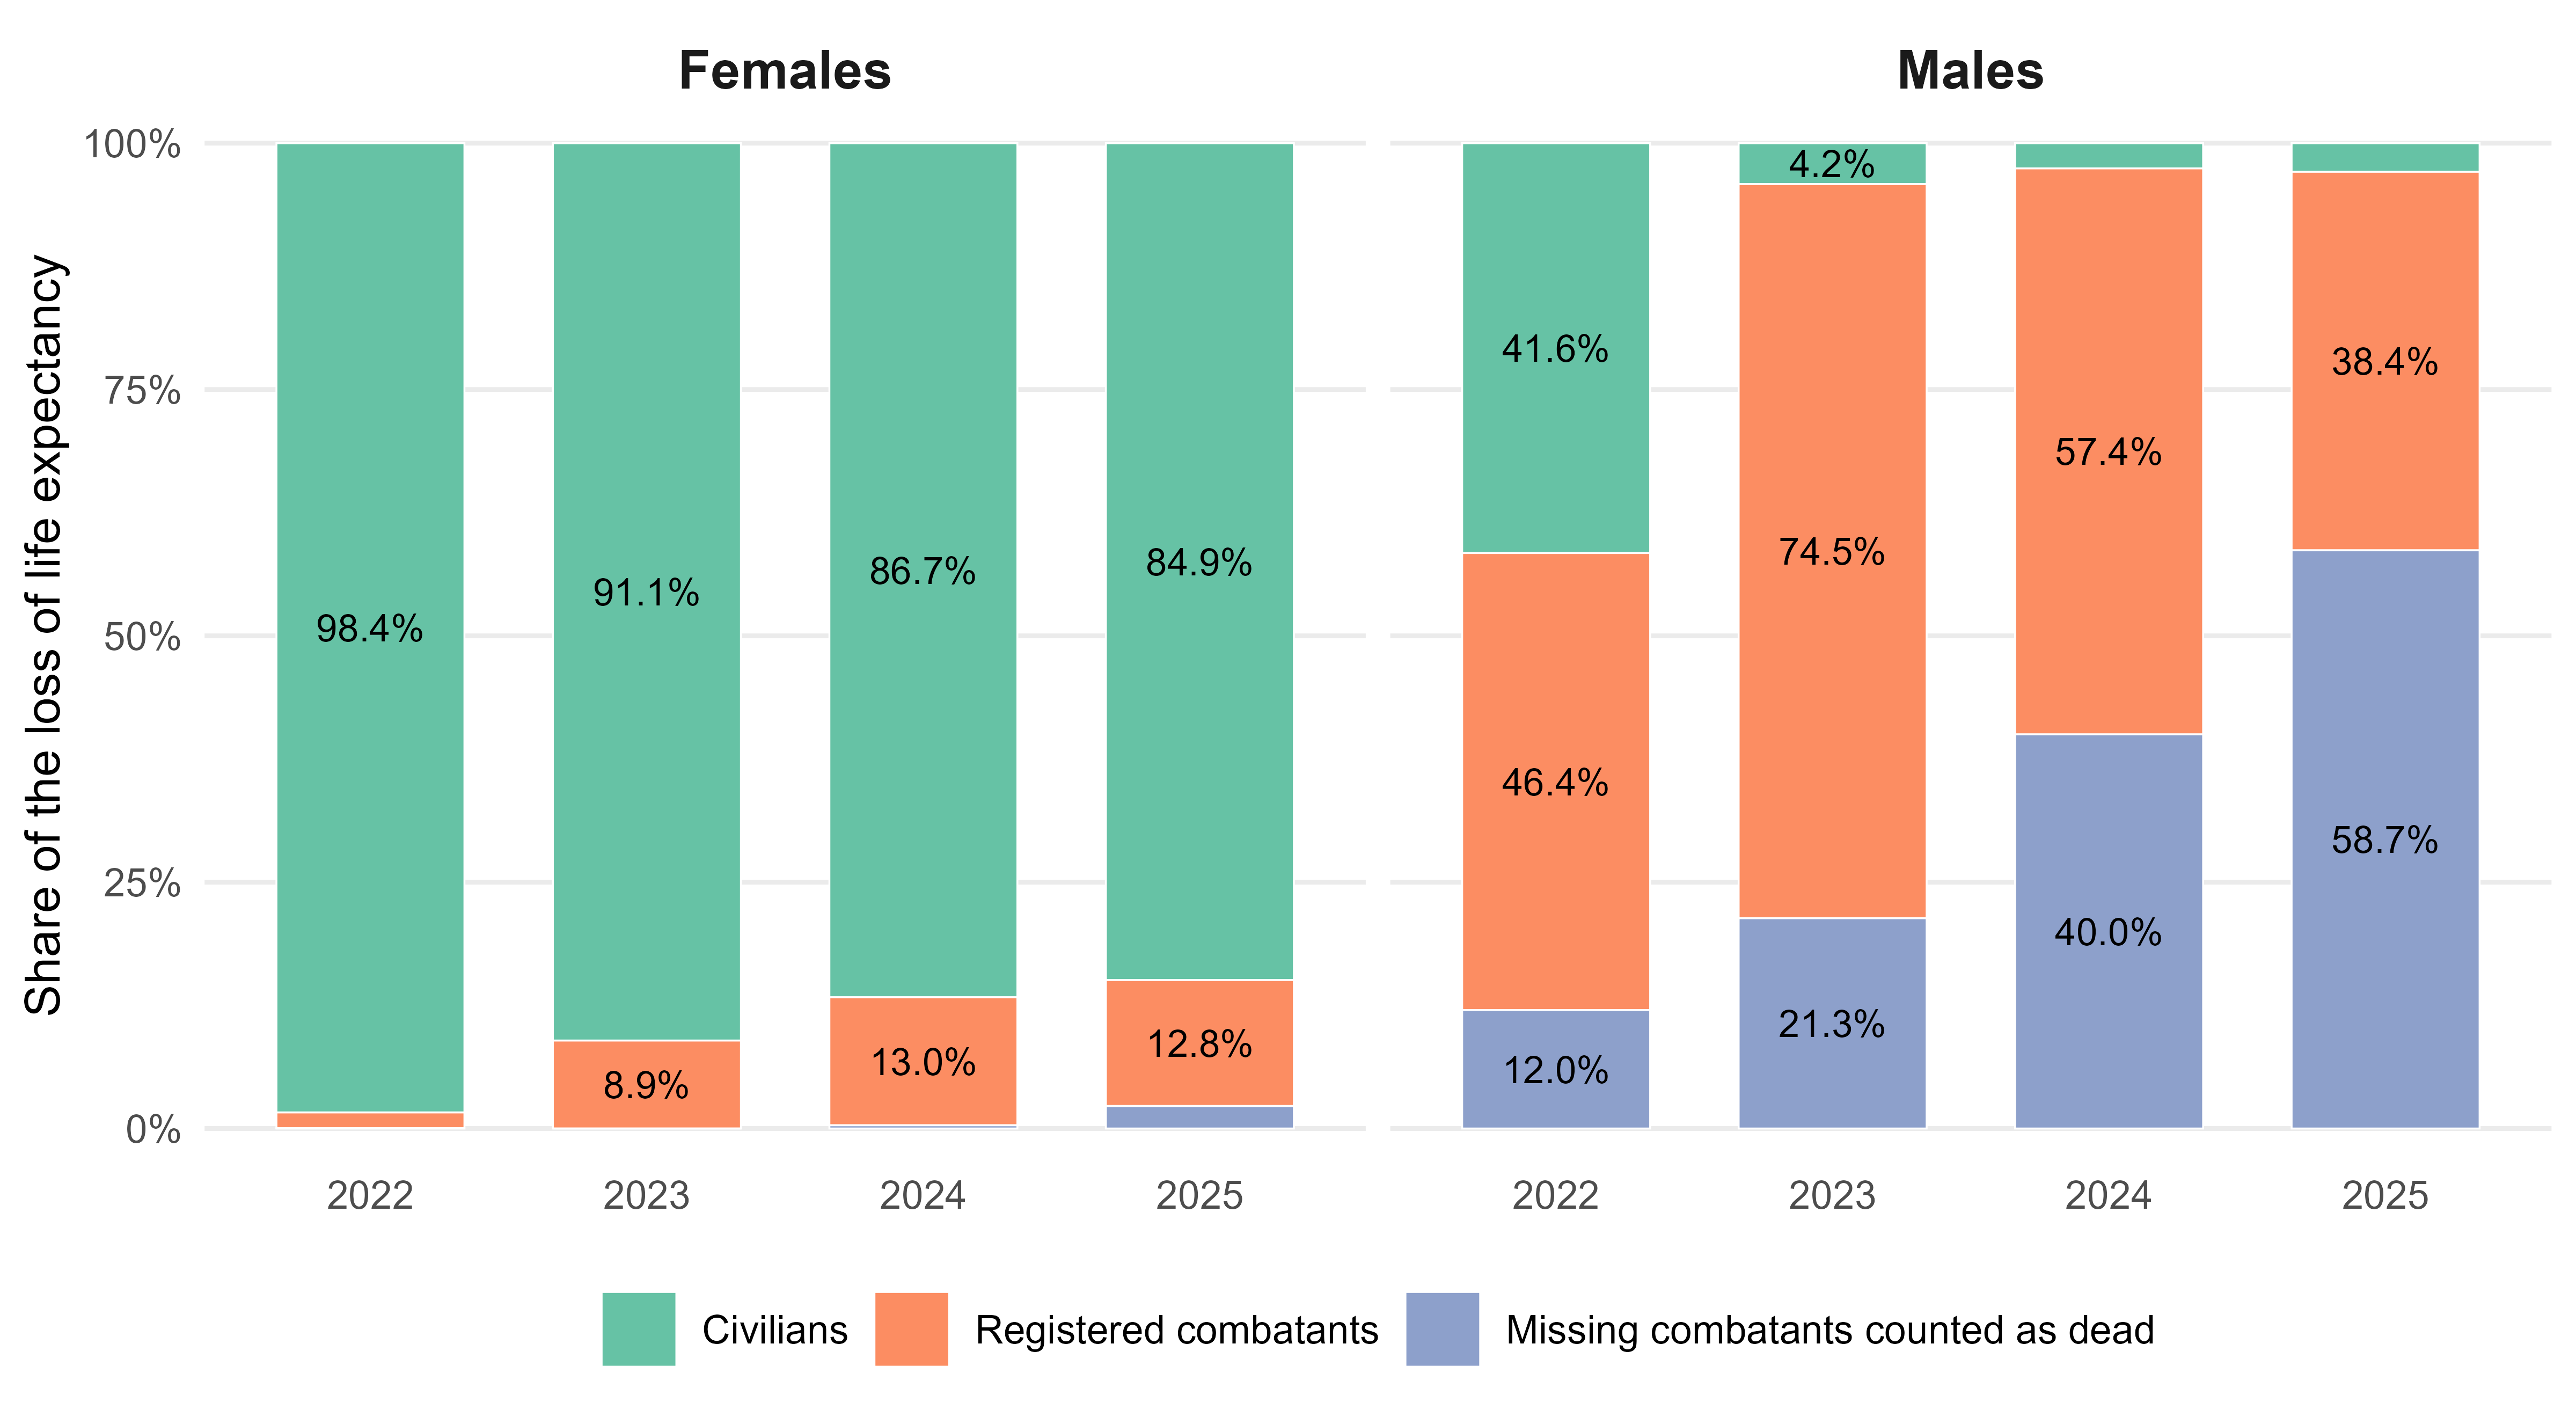 Females
Males
Share of the loss of life expectancy
100%
75%
50%
25%
0%
98.4%
91.1%
8.9%
86.7%
13.0%
84.9%
12.8%
41.6%
46.4%
12.0%
4.2%
74.5%
21.3%
57.4%
40.0%
38.4%
58.7%
2022 2023 2024 2025
2022 2023 2024 2025
Civilians
Registered combatants
Missing combatants counted as dead